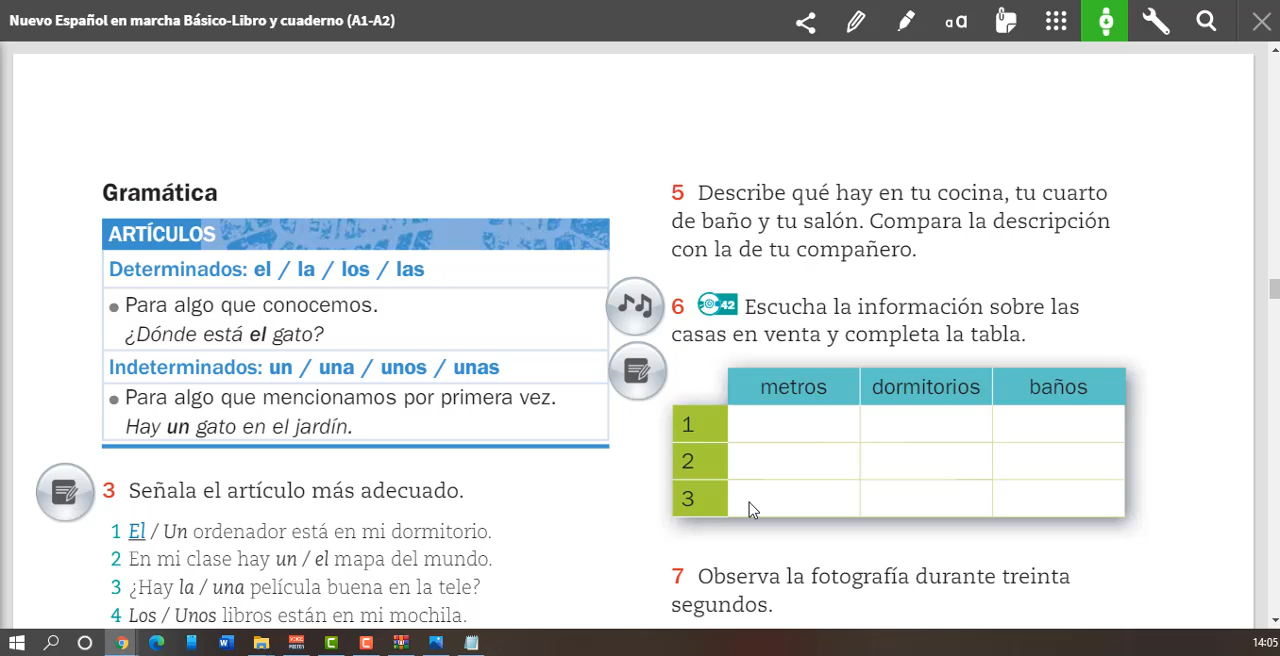 Nuevo Español en marcha Básico-Libro y cuaderno (A1-A2)
aA
Gramática
ARTÍCULOS
Determinados: el / la / los / las
● Para algo que conocemos.
¿Dónde está el gato?
Indeterminados: un / una / unos / unas
● Para algo que mencionamos por primera vez.
Hay un gato en el jardín.
3 Señala el artículo más adecuado.
1 El / Un ordenador está en mi dormitorio.
2 En mi clase hay un / el mapa del mundo.
3 ¿Hay la / una película buena en la tele?
4 Los / Unos libros están en mi mochila.
5 Describe qué hay en tu cocina, tu cuarto
de baño y tu salón. Compara la descripción
con la de tu compañero.
6 42 Escucha la información sobre las
casas en venta y completa la tabla.
metros dormitorios baños
1
2
3
7 Observa la fotografía durante treinta
segundos.
14:05